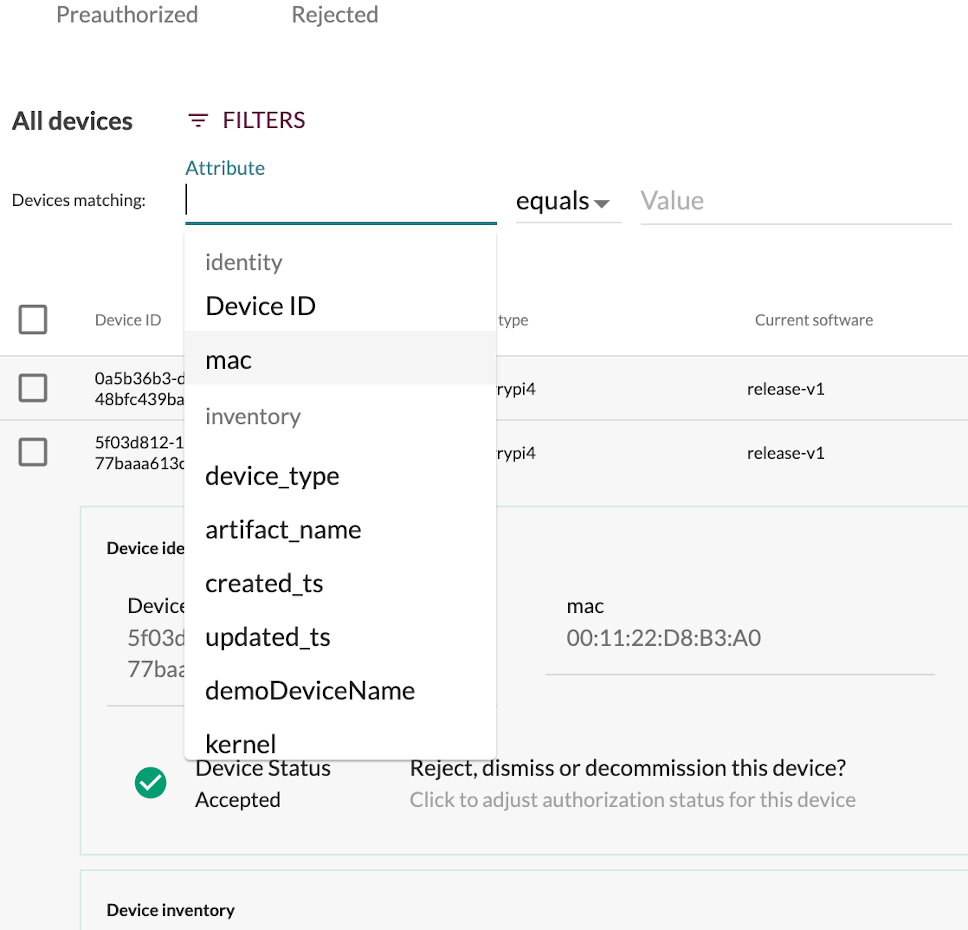 Preauthorized Rejected
All devices FILTERS
Attribute
Devices matching: equals Value
identity
Device ID
mac
inventory
device_type
artifact_name
created_ts
updated_ts
demoDeviceName
kernel
Device ID type Current software
0a5b36b3-d rypi4 release-v1
48bfc439ba
5f03d812-1 rypi4 release-v1
77baaa613c
Device ide
Device mac
5f03d 00:11:22:D8:B3:A0
77baa
Device Status Reject, dismiss or decommission this device?
Accepted Click to adjust authorization status for this device
Device inventory